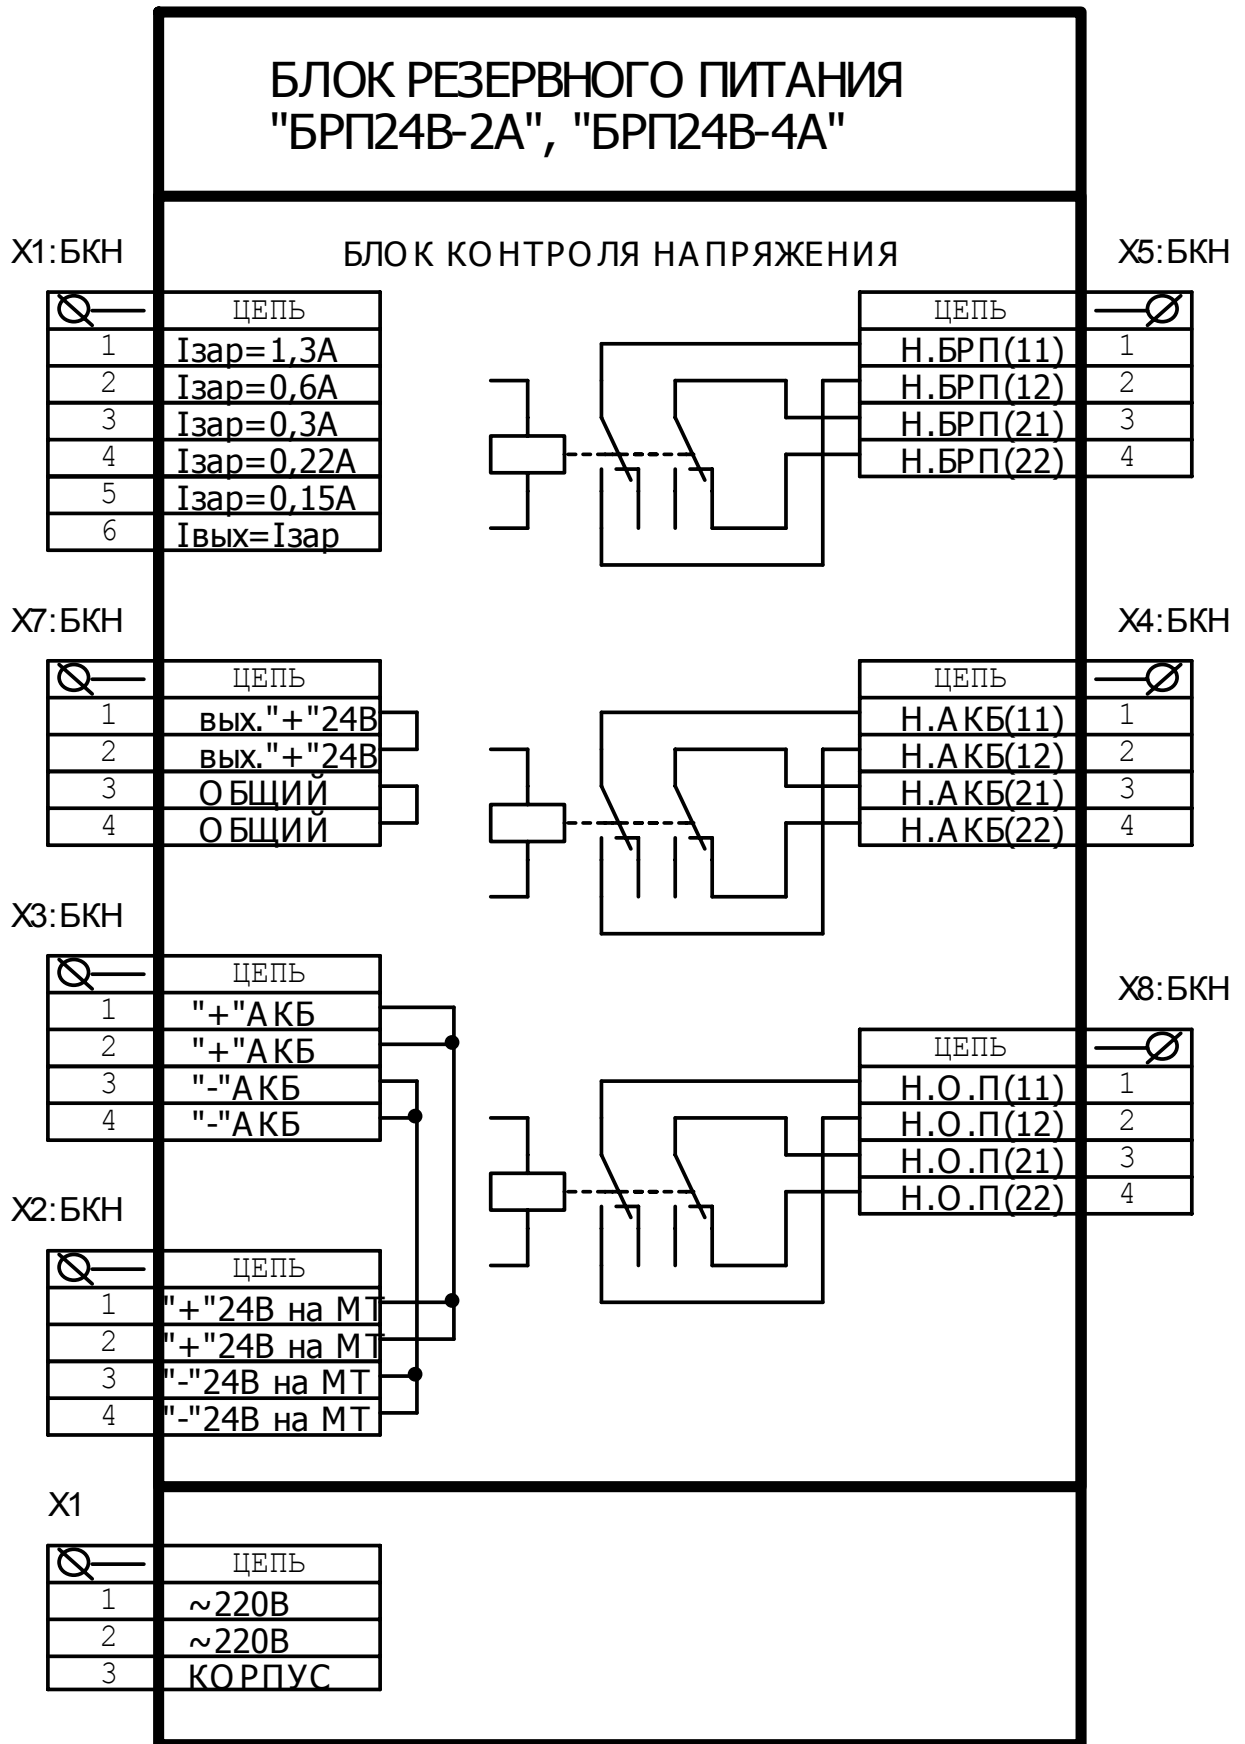 БЛОК РЕЗЕРВНОГО ПИТАНИЯ
"БРП24В-2А", "БРП24В-4А"
БЛОК КОНТРОЛЯ НАПРЯЖЕНИЯ
X1:БКН
ЦЕПЬ
1 Iзар=1,3А
2 Iзар=0,6А
3 Iзар=0,3А
4 Iзар=0,22А
5 Iзар=0,15А
6 Iвых=Iзар
X7:БКН
ЦЕПЬ
1 вых."+"24В
2 вых."+"24В
3 ОБЩИЙ
4 ОБЩИЙ
X3:БКН
ЦЕПЬ
1 "+"АКБ
2 "+"АКБ
3 "-"АКБ
4 "-"АКБ
X2:БКН
ЦЕПЬ
1 "+"24В на МТ
2 "+"24В на МТ
3 "-"24В на МТ
4 "-"24В на МТ
X1
ЦЕПЬ
1 ~220В
2 ~220В
3 КОРПУС
X5:БКН
ЦЕПЬ
Н.БРП(11) 1
Н.БРП(12) 2
Н.БРП(21) 3
Н.БРП(22) 4
X4:БКН
ЦЕПЬ
Н.АКБ(11) 1
Н.АКБ(12) 2
Н.АКБ(21) 3
Н.АКБ(22) 4
X8:БКН
ЦЕПЬ
Н.О.П(11) 1
Н.О.П(12) 2
Н.О.П(21) 3
Н.О.П(22) 4